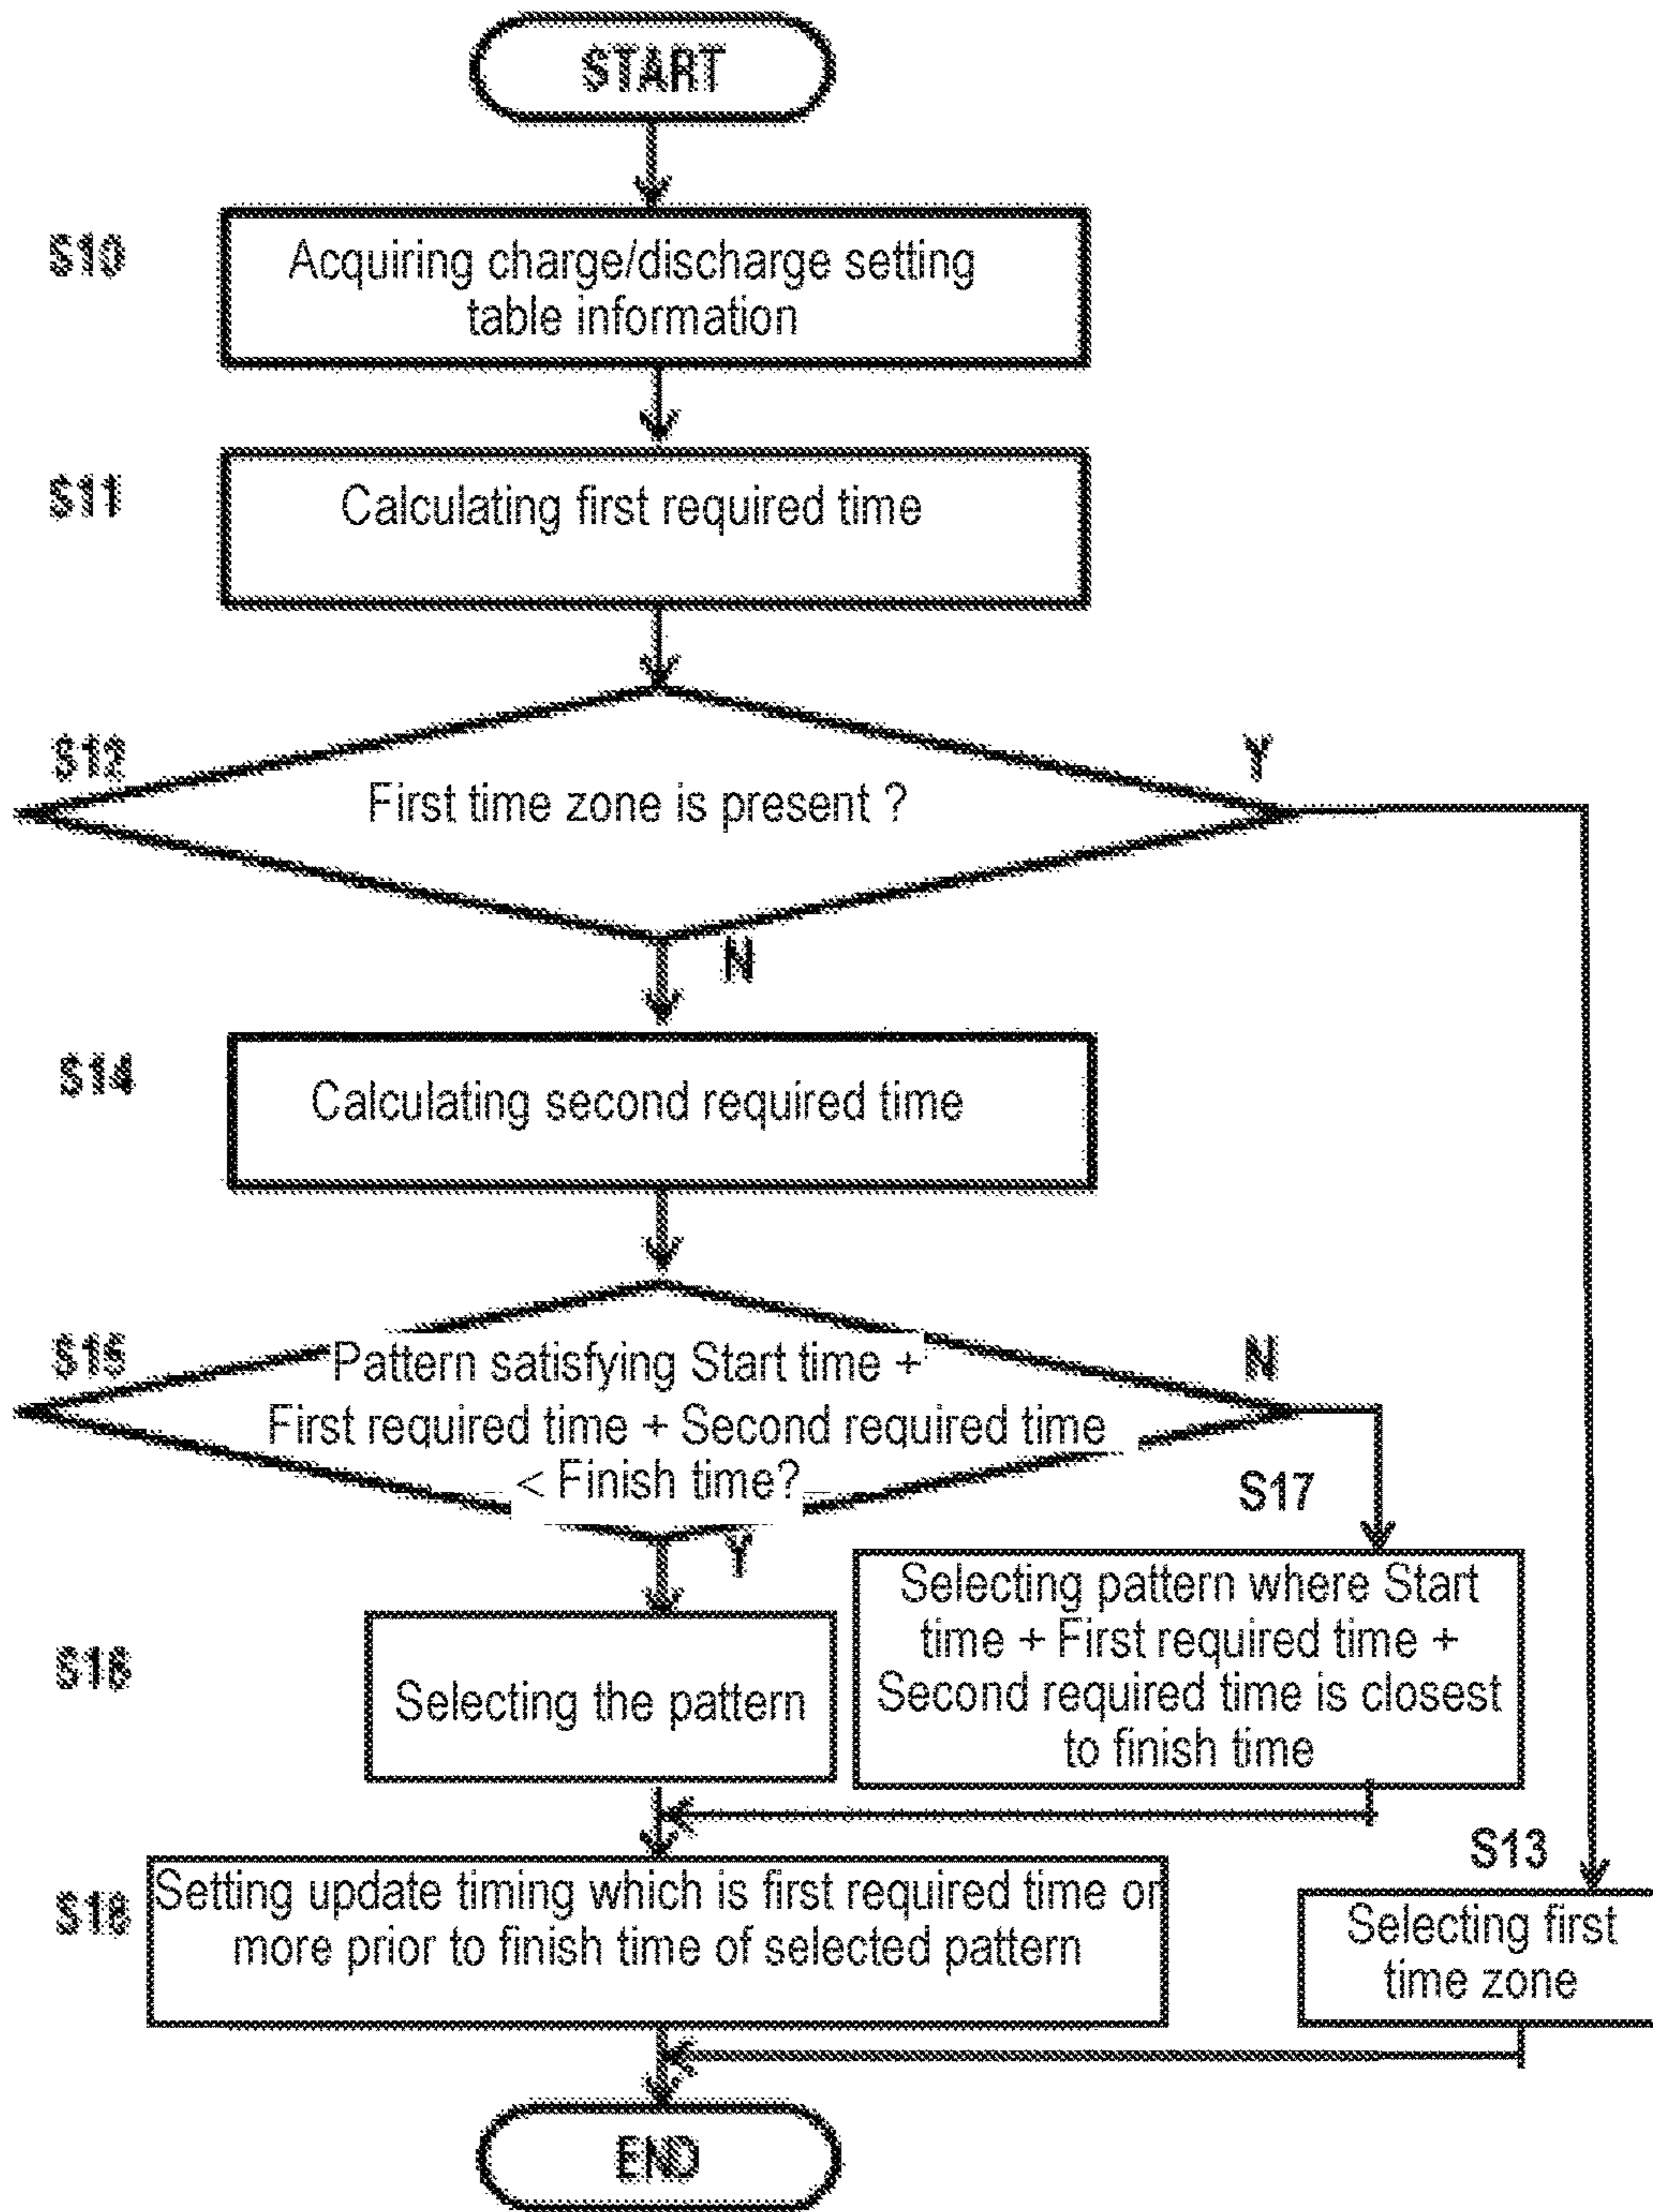 START
S10
Acquiring charge/discharge setting
table information
S11
Calculating first required time
S12
First time zone is present ?
Y
N
S14
Calculating second required time
S15
Pattern satisfying Start time +
First required time + Second required time
< Finish time?
N
Y
S17
Selecting pattern where Start
time + First required time +
Second required time is closest
to finish time
S16
Selecting the pattern
S18
Setting update timing which is first required time or
more prior to finish time of selected pattern
S13
Selecting first
time zone
END